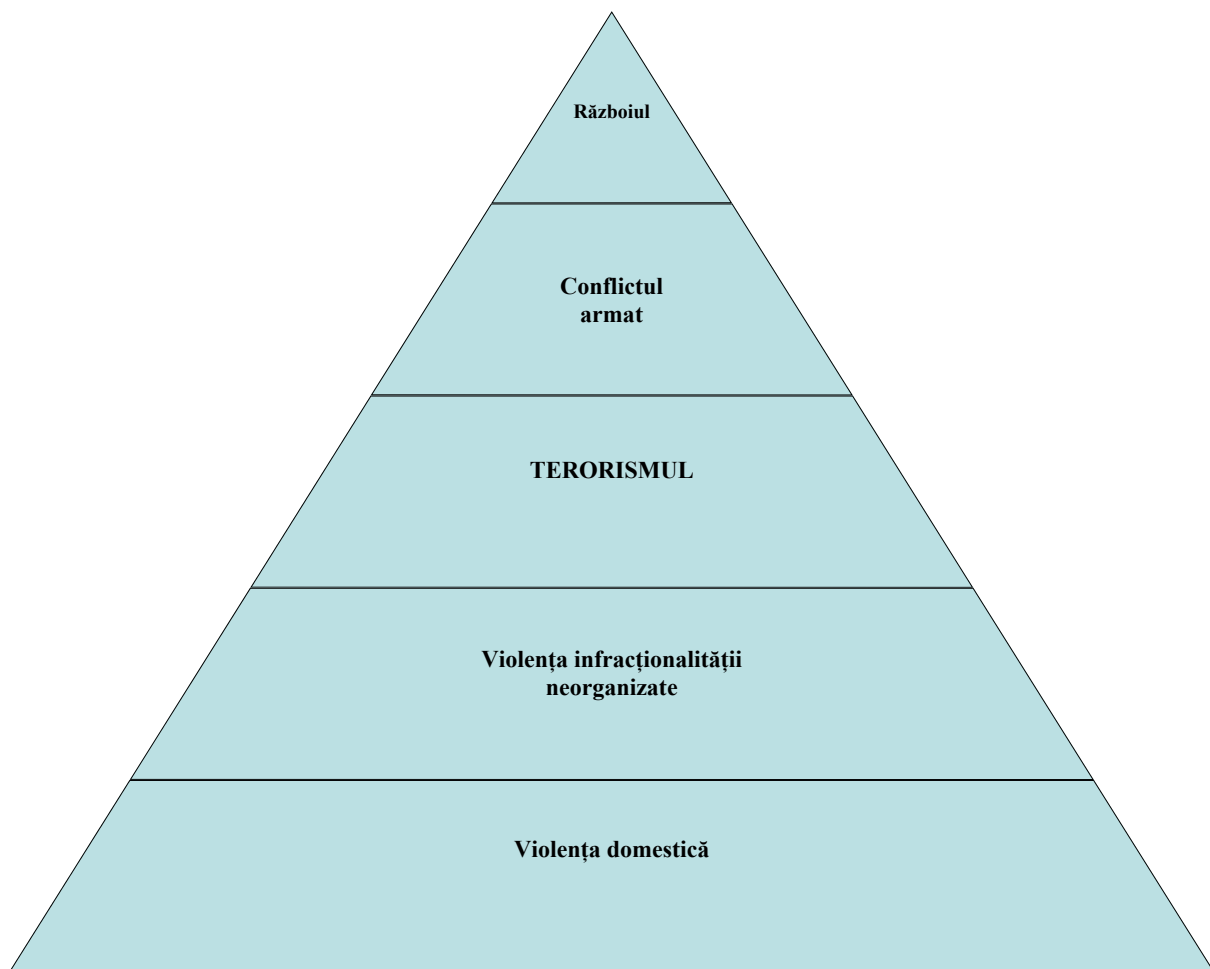 Războiul
Conflictul
armat
TERORISMUL
Violența infracționalității
neorganizate
Violența domestică